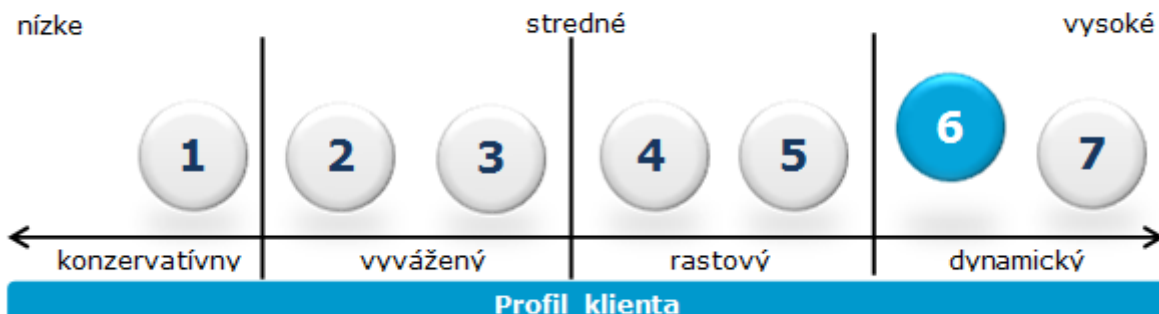 nízke stredné vysoké
1 2 3 4 5 6 7
konzervatívny vyvážený rastový dynamický
Profil klienta